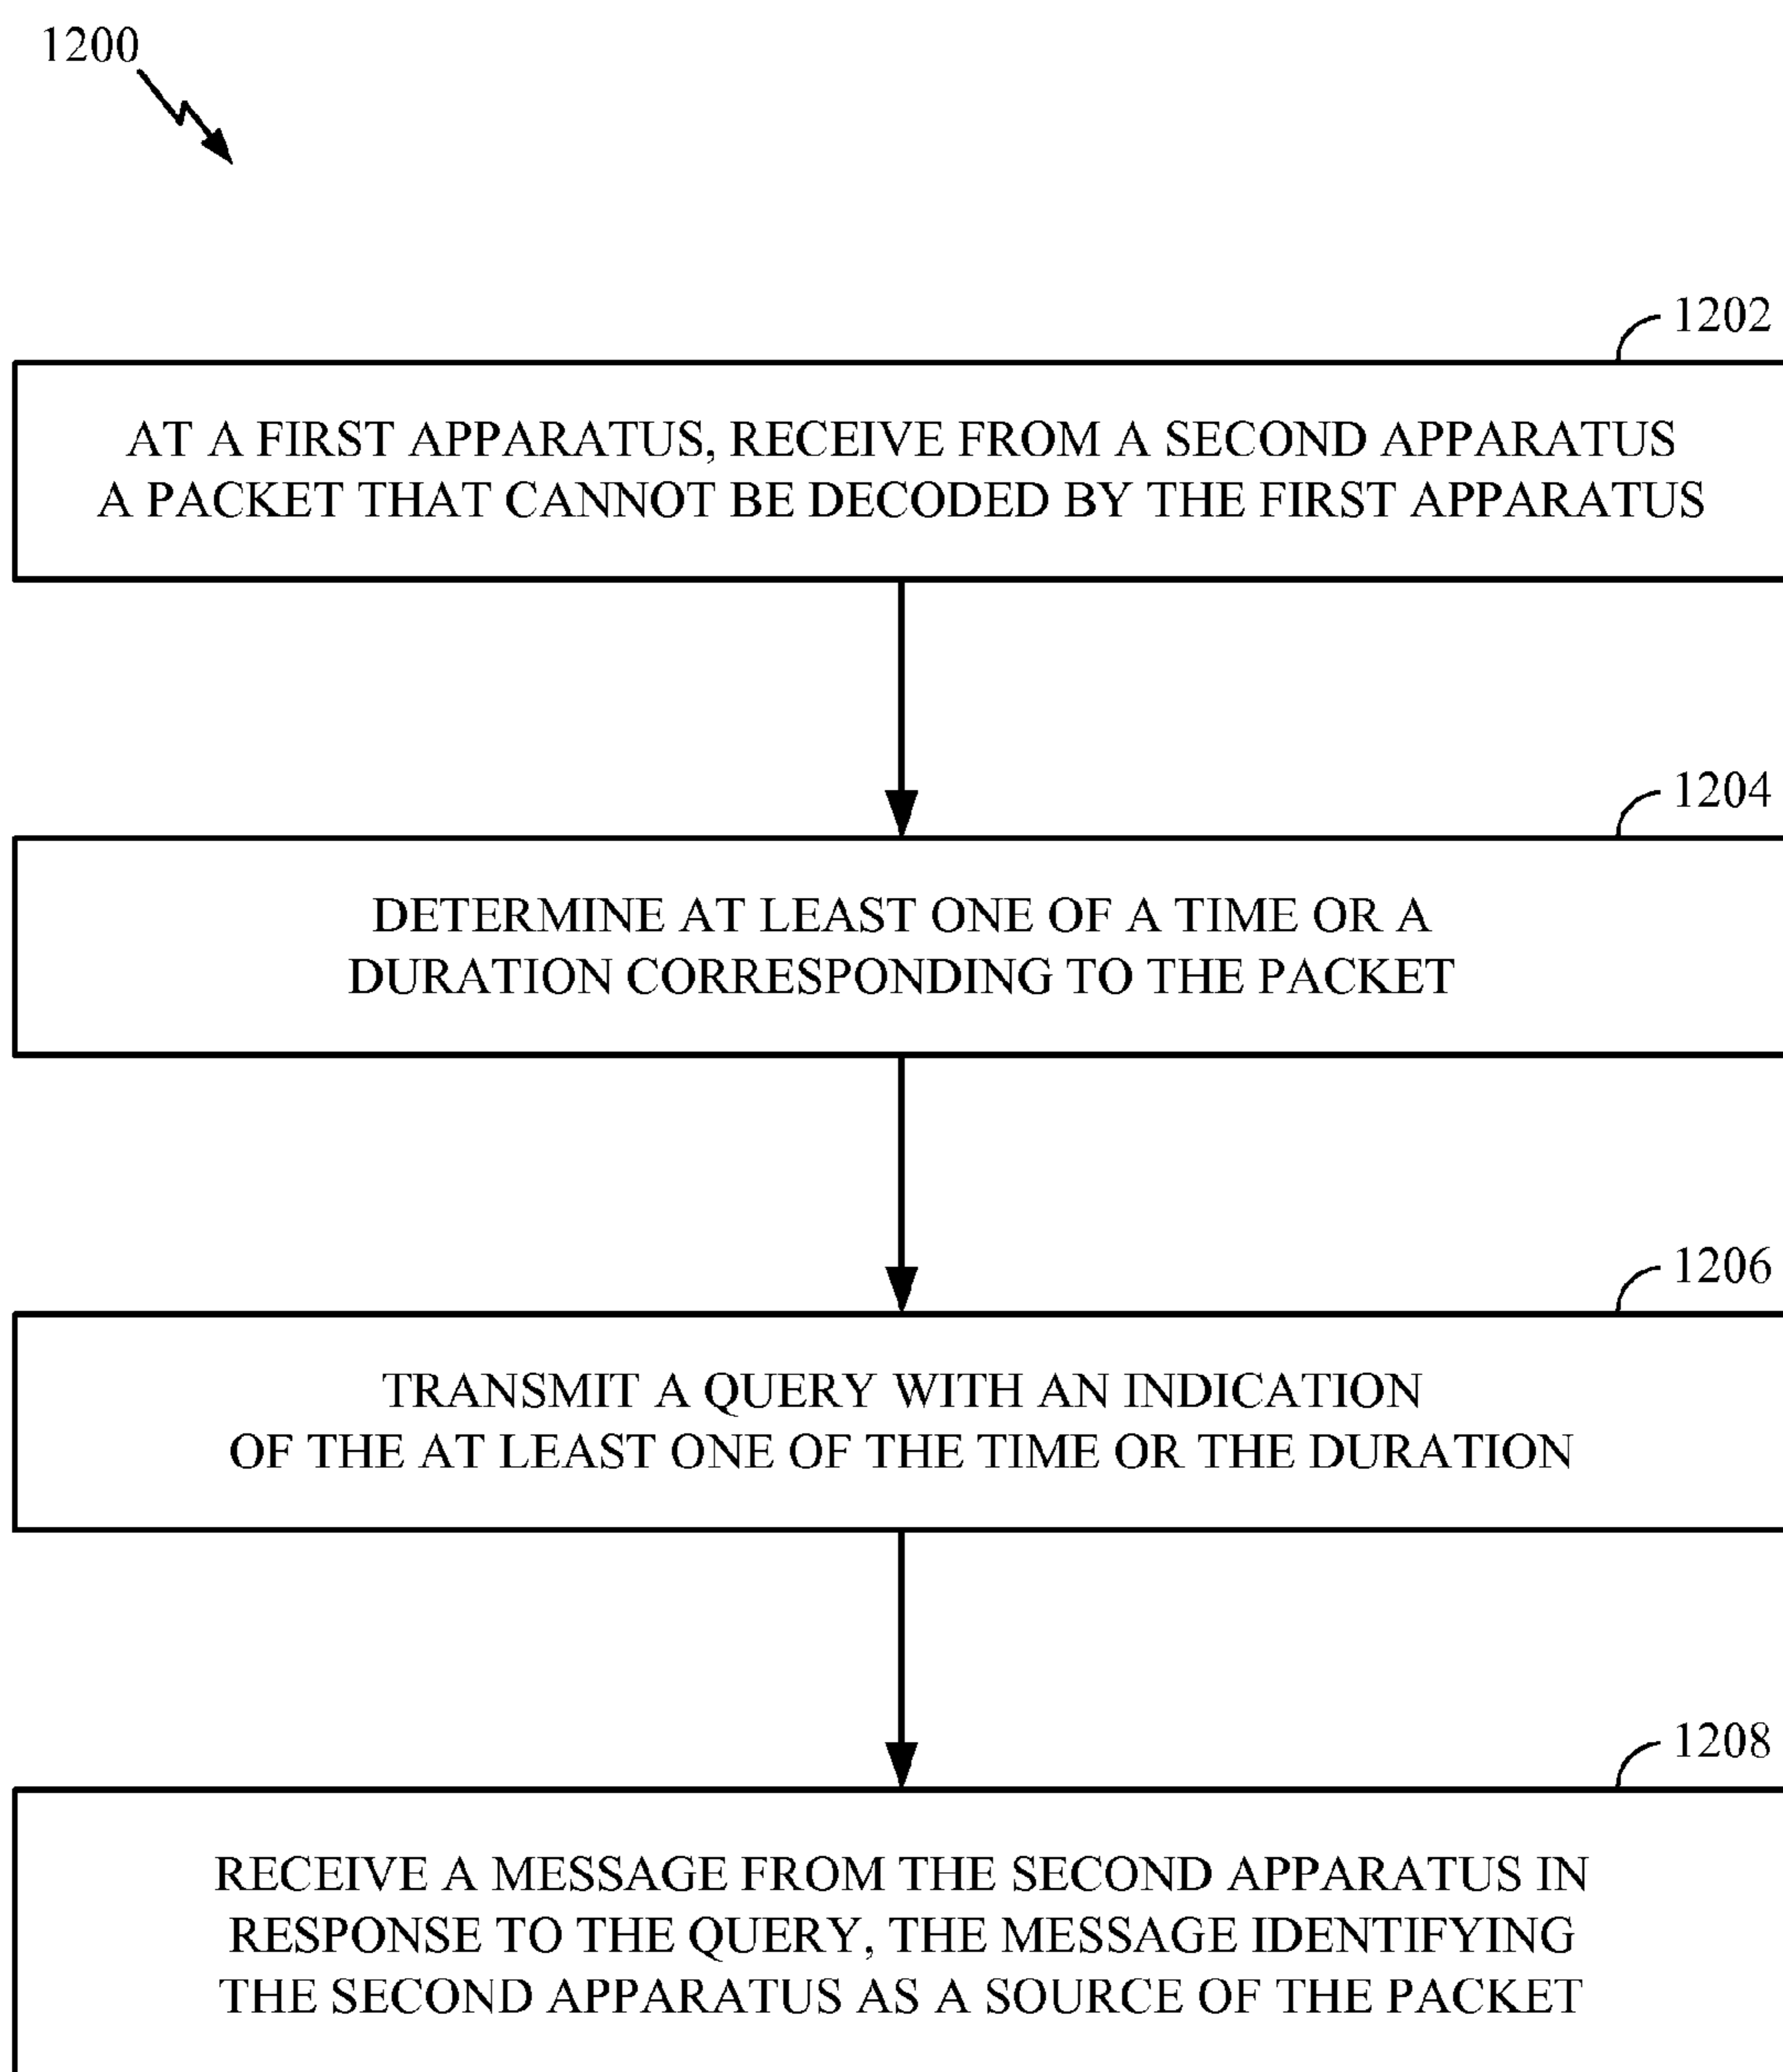 1200
1202
AT A FIRST APPARATUS, RECEIVE FROM A SECOND APPARATUS
A PACKET THAT CANNOT BE DECODED BY THE FIRST APPARATUS
1204
DETERMINE AT LEAST ONE OF A TIME OR A
DURATION CORRESPONDING TO THE PACKET
1206
TRANSMIT A QUERY WITH AN INDICATION
OF THE AT LEAST ONE OF THE TIME OR THE DURATION
1208
RECEIVE A MESSAGE FROM THE SECOND APPARATUS IN
RESPONSE TO THE QUERY, THE MESSAGE IDENTIFYING
THE SECOND APPARATUS AS A SOURCE OF THE PACKET